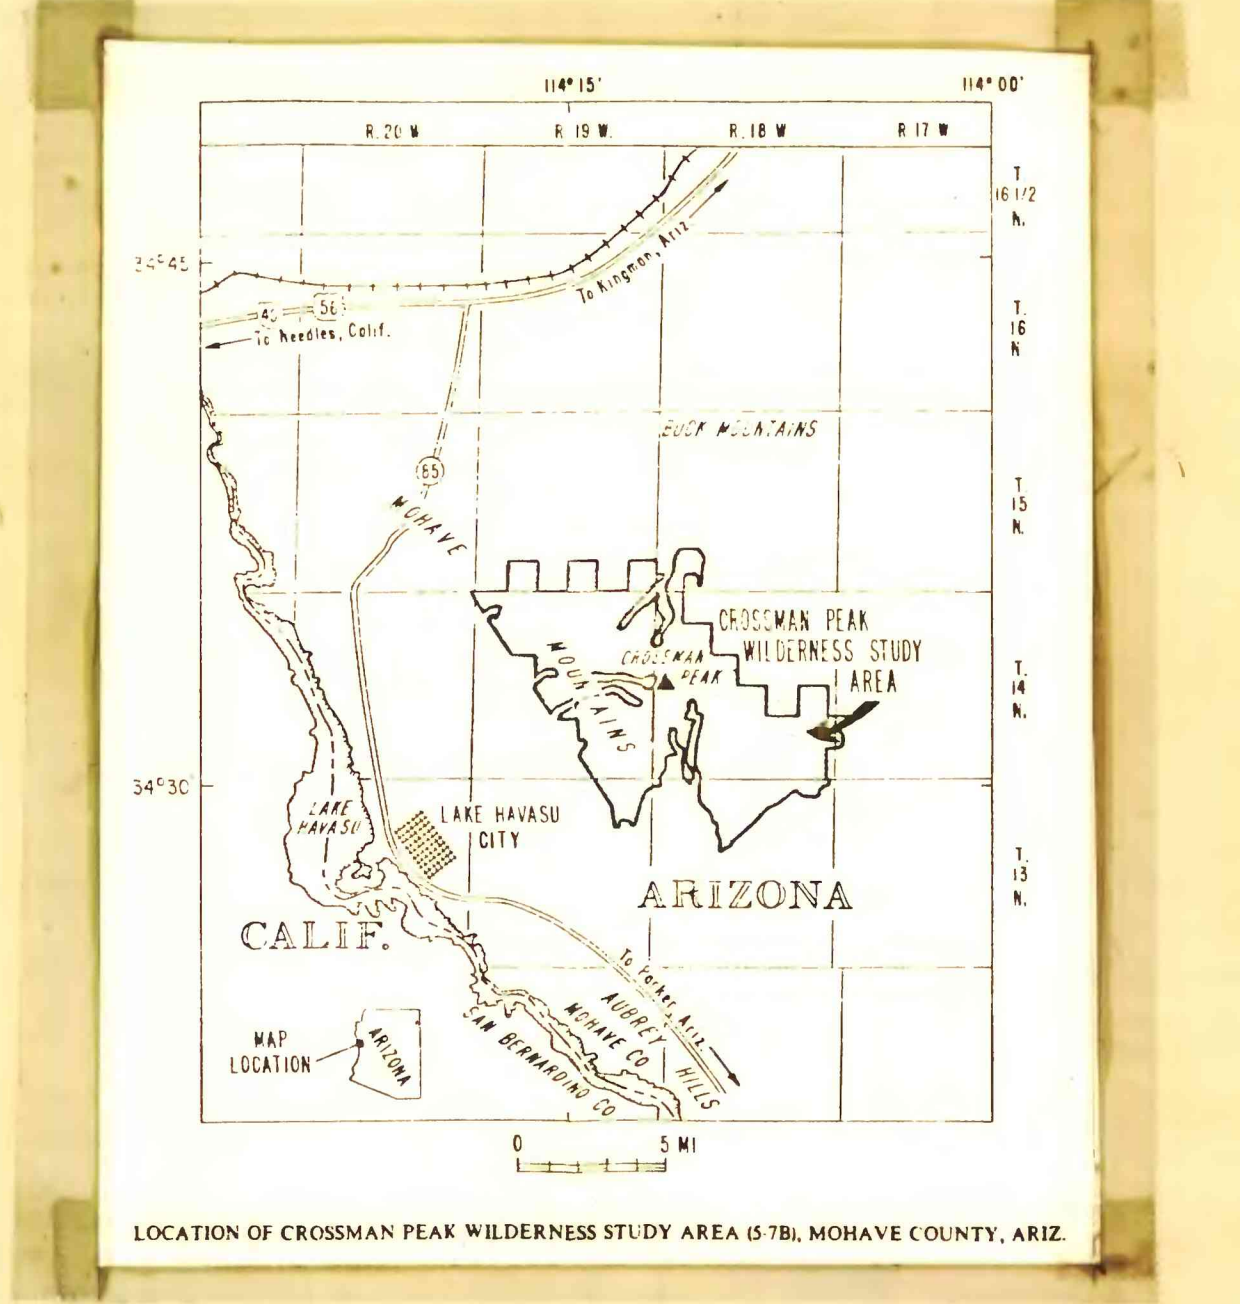 114° 15'
114° 00'
R. 20 W
R 19 W.
R. 18 W
R 17 W
T.
16 1/2
N.
34° 45
To Kingman, Ariz.
40
To Needles, Calif.
T.
16
N
BUCK MOUNTAINS
T.
15
N.
MOHAVE
MOUNTAINS
CROSSMAN PEAK
WILDERNESS STUDY
AREA
CROSSMAN
PEAK
T.
14
N.
34° 30
LAKE
HAVASU
LAKE HAVASU
CITY
T.
13
N.
ARIZONA
CALIF.
To Parker, Ariz.
AUBREY HILLS
MOHAVE CO
SAN BERNARDINO CO
MAP
LOCATION
ARIZONA
0 5 MI
LOCATION OF CROSSMAN PEAK WILDERNESS STUDY AREA (5-7B), MOHAVE COUNTY, ARIZ.